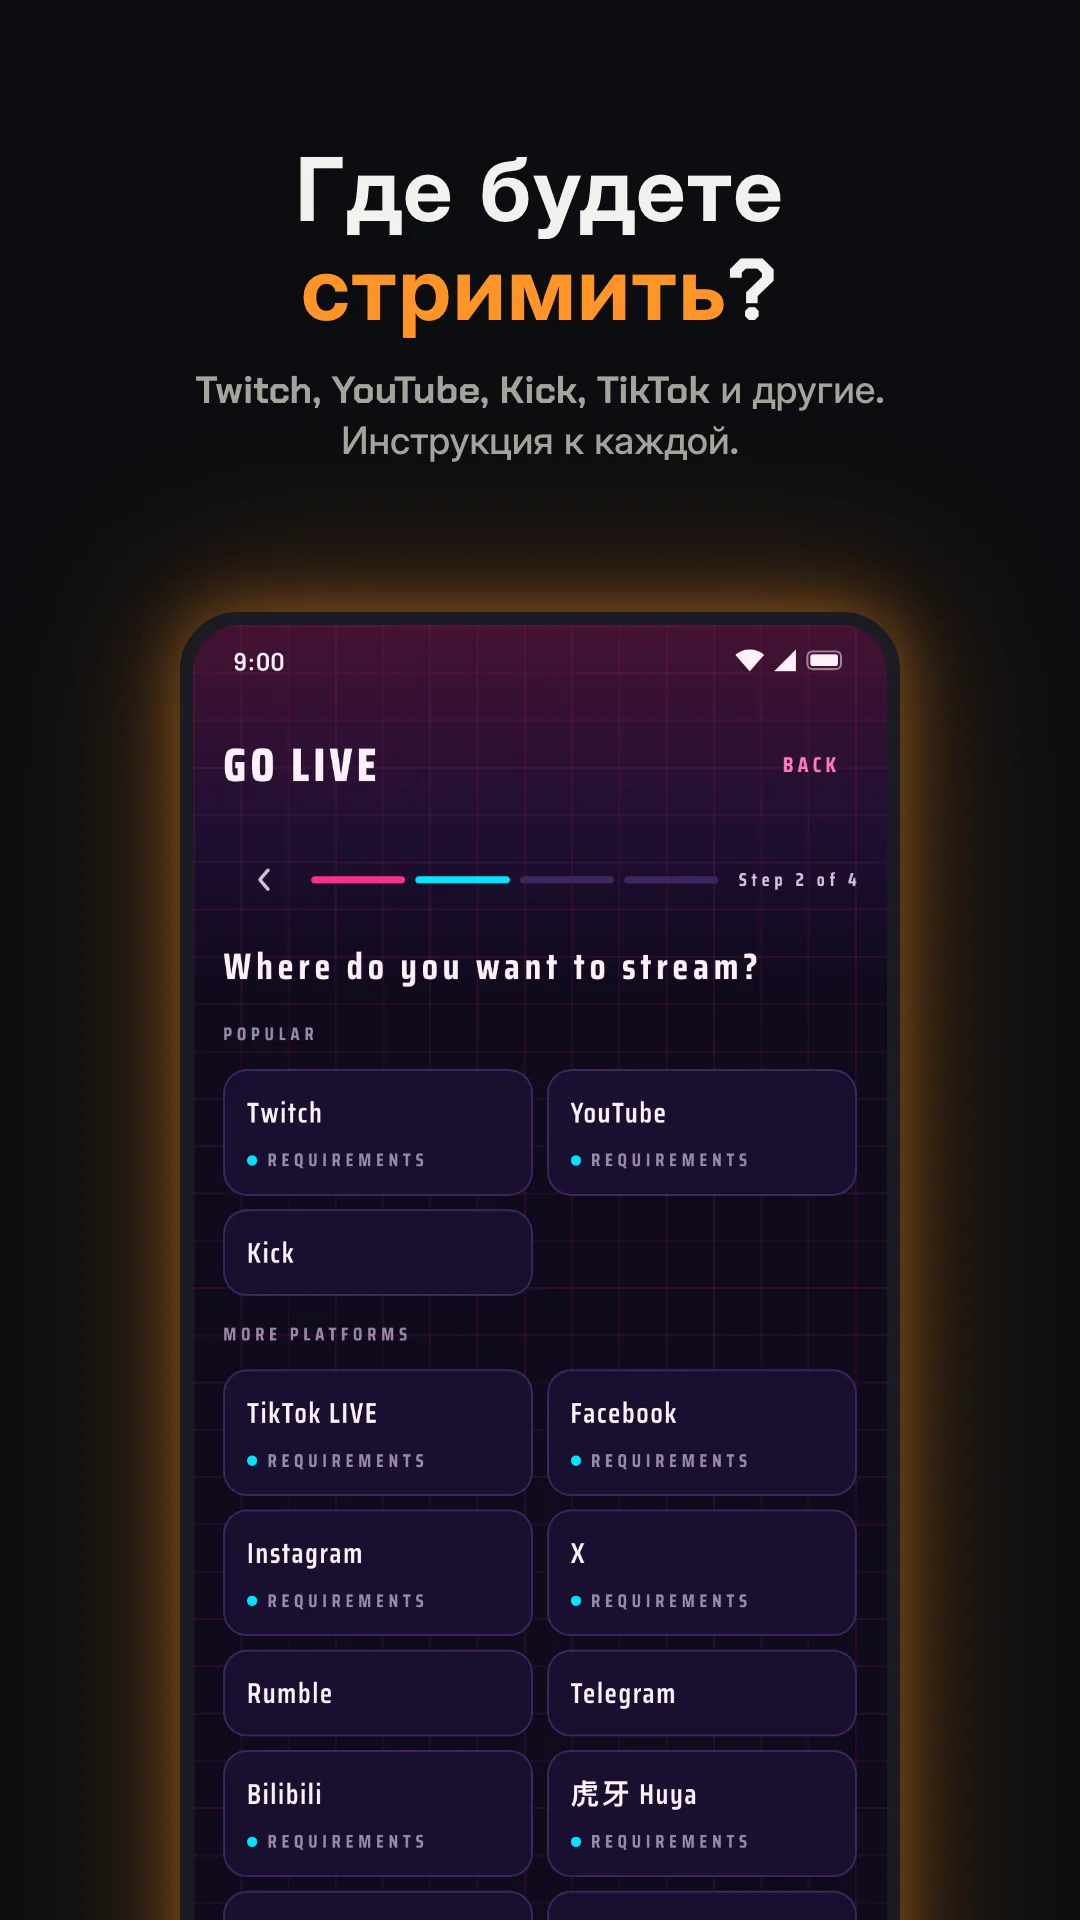 Где будете
стримить?
Twitch, YouTube, Kick, TikTok и другие.
Инструкция к каждой.
9:00
GO LIVE
BACK
Step 2 of 4
Where do you want to stream?
POPULAR
Twitch
YouTube
REQUIREMENTS
REQUIREMENTS
Kick
MORE PLATFORMS
TikTok LIVE
Facebook
REQUIREMENTS
REQUIREMENTS
Instagram
X
REQUIREMENTS
REQUIREMENTS
Rumble
Telegram
Bilibili
虎牙 Huya
REQUIREMENTS
REQUIREMENTS